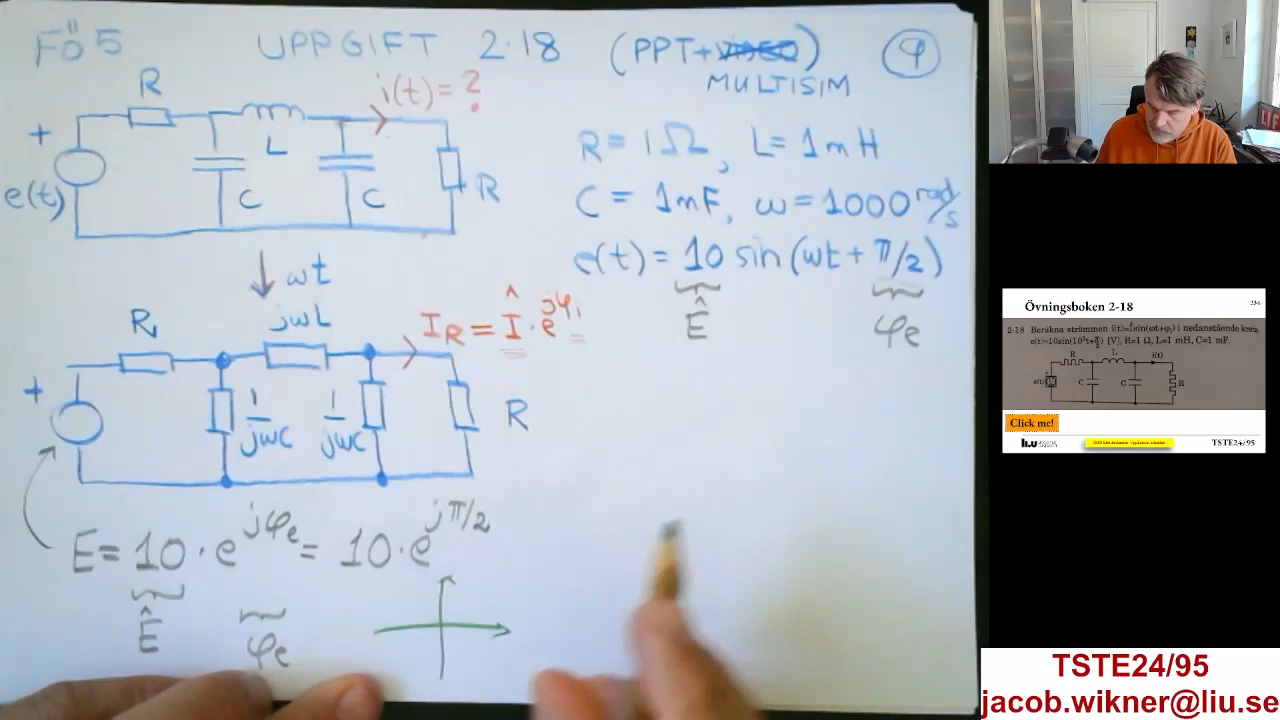 FÖ 5 UPPGIFT 2.18 (PPT+VIDEO) 9
MULTISIM
R i(t) = ?
+ L
e(t) C C R
R = 1Ω, L = 1mH
C = 1mF, ω = 1000 rad/s
e(t) = 10 sin(ωt + π/2)
Ê φe
↓ ωt
R jωL I_R = Î · e^jφi
+ 1/jωC 1/jωC R
E = 10 · e^jφe = 10 · e^jπ/2
Ê φe
Övningsboken 2-18 234
2-18 Beräkna strömmen i(t)=Î sin(ωt+φi) i nedanstående krets,
e(t)=10sin(10³t+π/2) [V], R=1 Ω, L=1 mH, C=1 mF.
R L i(t)
e(t) C C R
Click me!
LI.U TSTE24/95
TSTE24/95
jacob.wikner@liu.se